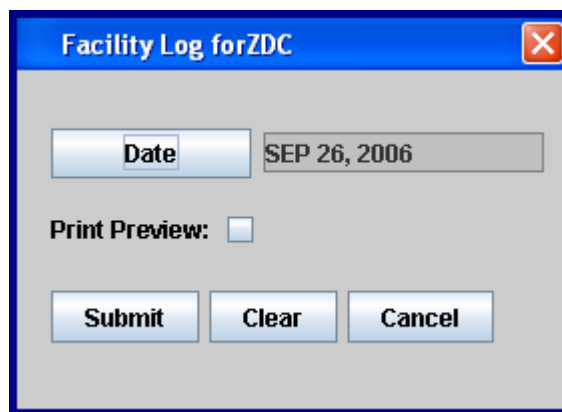 Facility Log forZDC
Date SEP 26, 2006
Print Preview:
Submit Clear Cancel